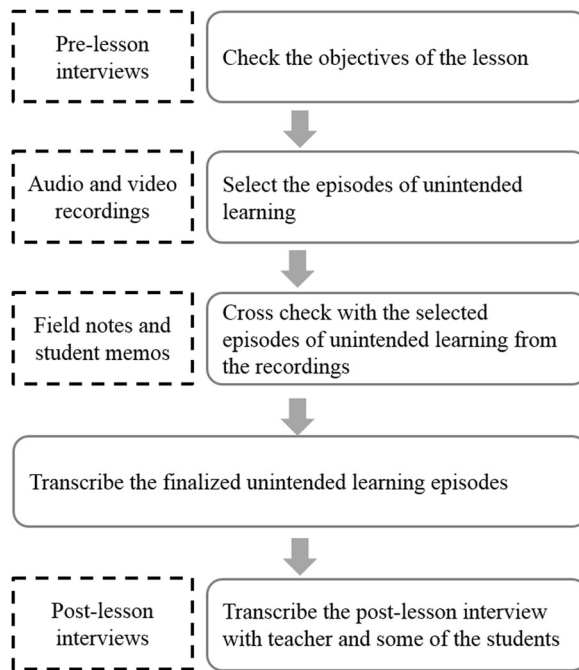 Pre-lesson
interviews
Check the objectives of the lesson
Audio and video
recordings
Select the episodes of unintended
learning
Field notes and
student memos
Cross check with the selected
episodes of unintended learning from
the recordings
Transcribe the finalized unintended learning episodes
Post-lesson
interviews
Transcribe the post-lesson interview
with teacher and some of the students